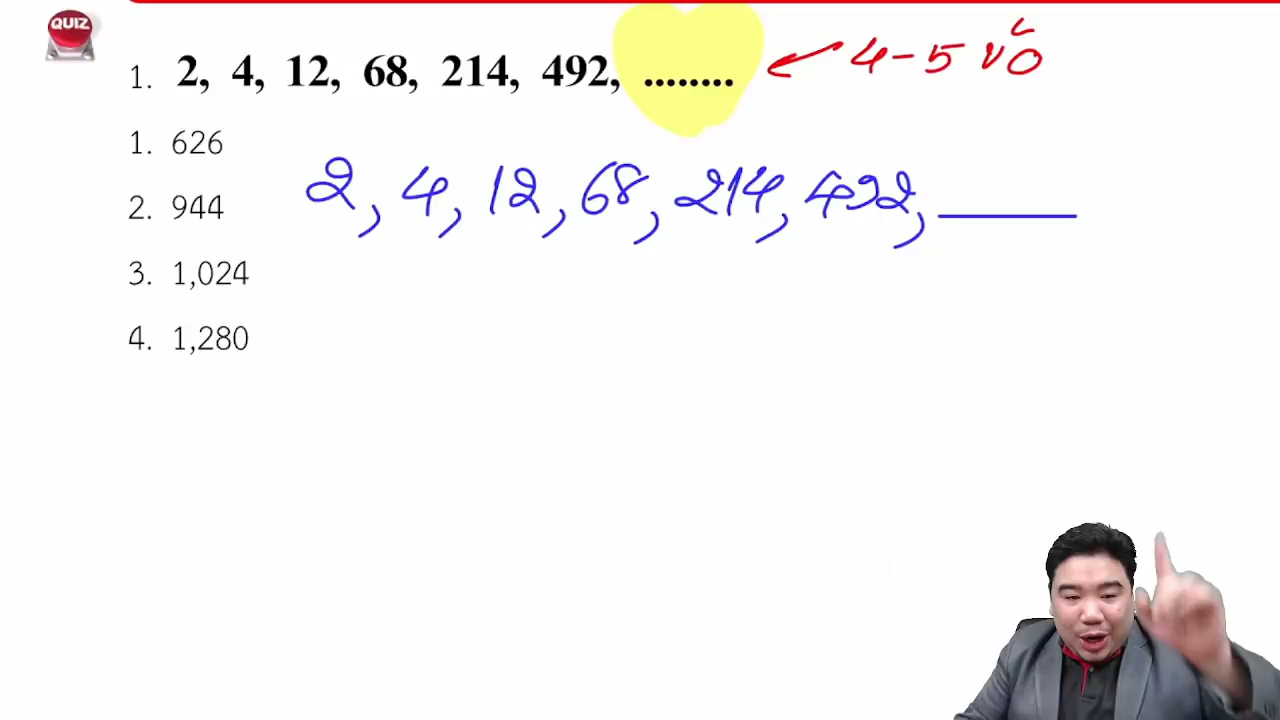 QUIZ
1. 2, 4, 12, 68, 214, 492, ........
4-5 ข้อ
1. 626
2, 4, 12, 68, 214, 492, ____
2. 944
3. 1,024
4. 1,280